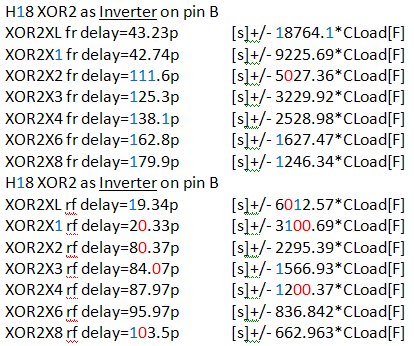 H18 XOR2 as Inverter on pin B
XOR2XL fr delay=43.23p [s]+/- 18764.1*CLoad[F]
XOR2X1 fr delay=42.74p [s]+/- 9225.69*CLoad[F]
XOR2X2 fr delay=111.6p [s]+/- 5027.36*CLoad[F]
XOR2X3 fr delay=125.3p [s]+/- 3229.92*CLoad[F]
XOR2X4 fr delay=138.1p [s]+/- 2528.98*CLoad[F]
XOR2X6 fr delay=162.8p [s]+/- 1627.47*CLoad[F]
XOR2X8 fr delay=179.9p [s]+/- 1246.34*CLoad[F]
H18 XOR2 as Inverter on pin B
XOR2XL rf delay=19.34p [s]+/- 6012.57*CLoad[F]
XOR2X1 rf delay=20.33p [s]+/- 3100.69*CLoad[F]
XOR2X2 rf delay=80.37p [s]+/- 2295.39*CLoad[F]
XOR2X3 rf delay=84.07p [s]+/- 1566.93*CLoad[F]
XOR2X4 rf delay=87.97p [s]+/- 1200.37*CLoad[F]
XOR2X6 rf delay=95.97p [s]+/- 836.842*CLoad[F]
XOR2X8 rf delay=103.5p [s]+/- 662.963*CLoad[F]